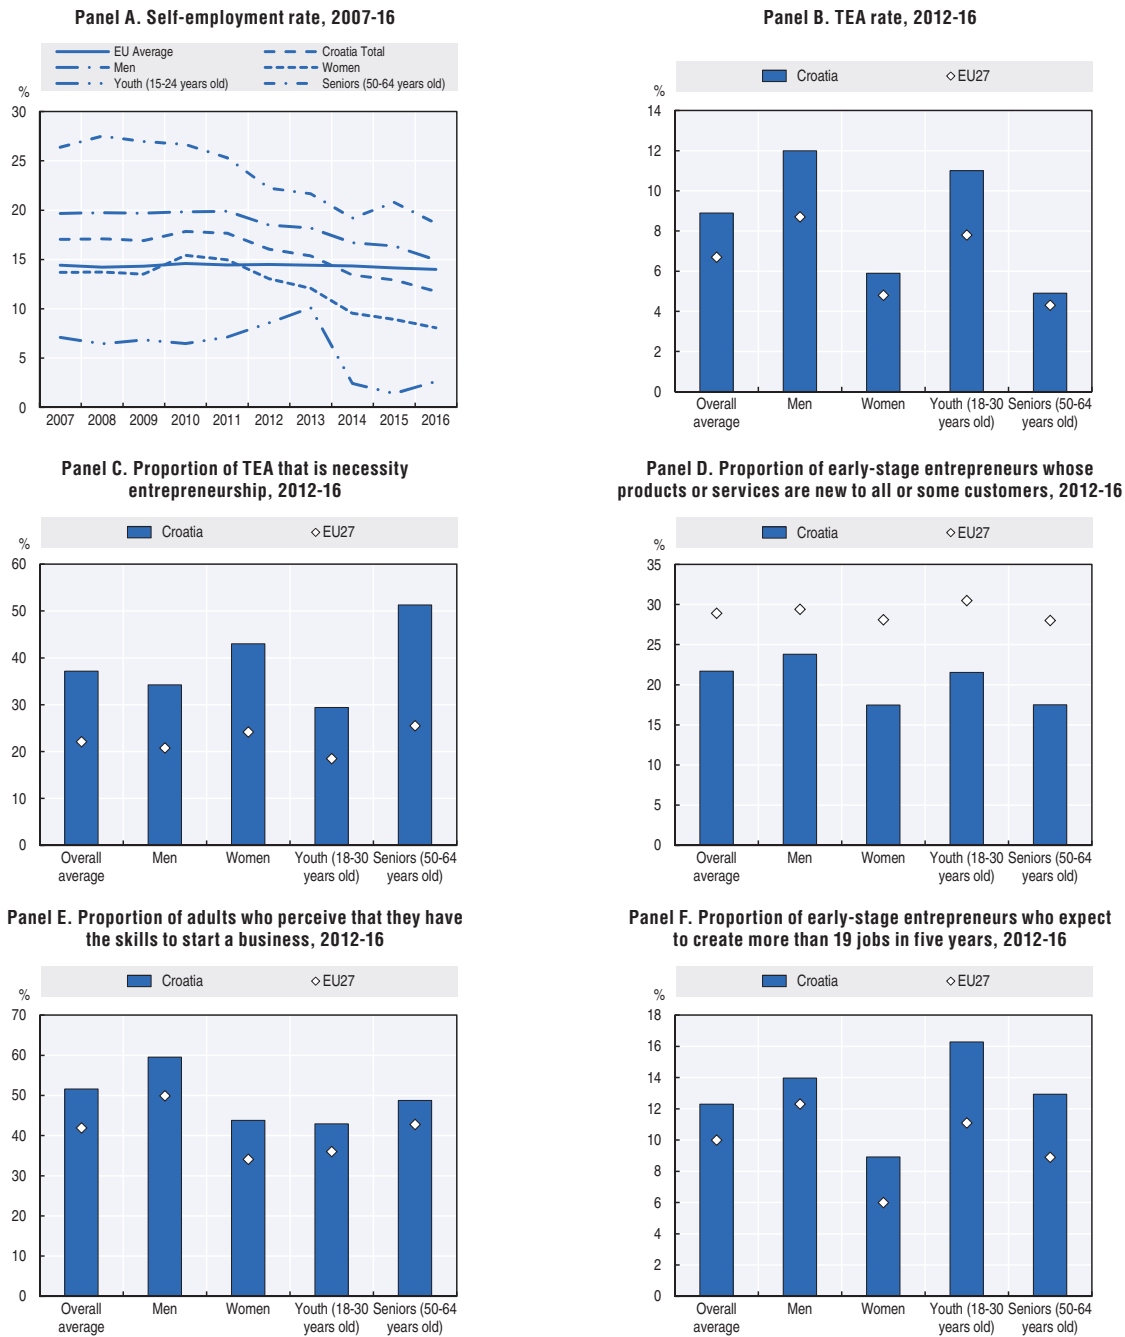 Panel A. Self-employment rate, 2007-16
EU Average
Croatia Total
Men
Women
Youth (15-24 years old)
Seniors (50-64 years old)
%
30
25
20
15
10
5
0
2007 2008 2009 2010 2011 2012 2013 2014 2015 2016
Panel B. TEA rate, 2012-16
Croatia
EU27
%
14
12
10
8
6
4
2
0
Overall average
Men
Women
Youth (18-30 years old)
Seniors (50-64 years old)
Panel C. Proportion of TEA that is necessity
entrepreneurship, 2012-16
Croatia
EU27
%
60
50
40
30
20
10
0
Overall average
Men
Women
Youth (18-30 years old)
Seniors (50-64 years old)
Panel D. Proportion of early-stage entrepreneurs whose
products or services are new to all or some customers, 2012-16
Croatia
EU27
%
35
30
25
20
15
10
5
0
Overall average
Men
Women
Youth (18-30 years old)
Seniors (50-64 years old)
Panel E. Proportion of adults who perceive that they have
the skills to start a business, 2012-16
Croatia
EU27
%
70
60
50
40
30
20
10
0
Overall average
Men
Women
Youth (18-30 years old)
Seniors (50-64 years old)
Panel F. Proportion of early-stage entrepreneurs who expect
to create more than 19 jobs in five years, 2012-16
Croatia
EU27
%
18
16
14
12
10
8
6
4
2
0
Overall average
Men
Women
Youth (18-30 years old)
Seniors (50-64 years old)